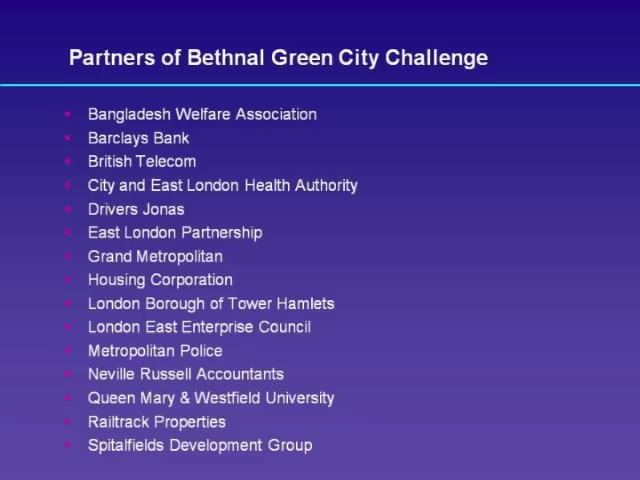 Partners of Bethnal Green City Challenge
Bangladesh Welfare Association
Barclays Bank
British Telecom
City and East London Health Authority
Drivers Jonas
East London Partnership
Grand Metropolitan
Housing Corporation
London Borough of Tower Hamlets
London East Enterprise Council
Metropolitan Police
Neville Russell Accountants
Queen Mary & Westfield University
Railtrack Properties
Spitalfields Development Group